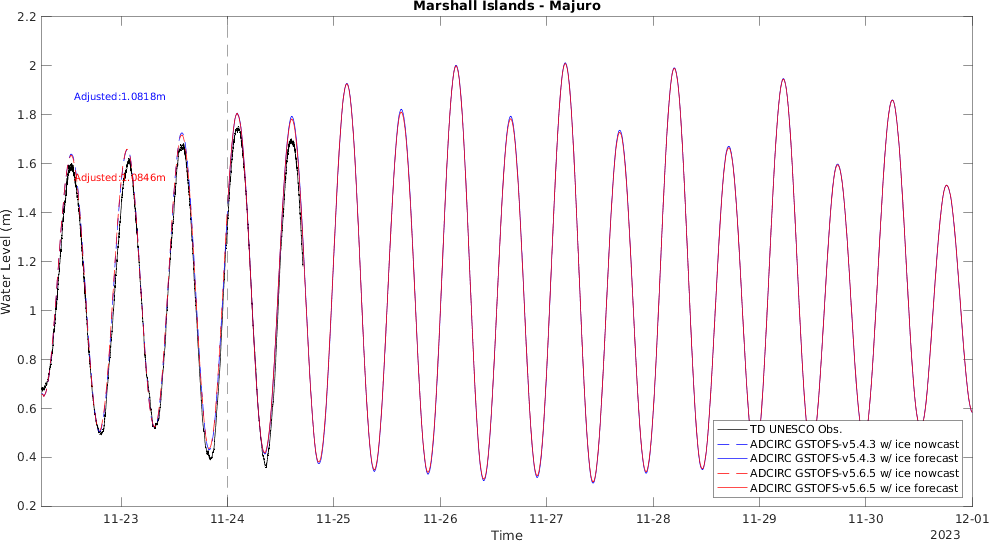 Marshall Islands - Majuro
2.2
2
1.8
1.6
1.4
1.2
1
0.8
0.6
0.4
0.2
Water Level (m)
Adjusted:1.0818m
Adjusted:1.0846m
TD UNESCO Obs.
ADCIRC GSTOFS-v5.4.3 w/ ice nowcast
ADCIRC GSTOFS-v5.4.3 w/ ice forecast
ADCIRC GSTOFS-v5.6.5 w/ ice nowcast
ADCIRC GSTOFS-v5.6.5 w/ ice forecast
11-23 11-24 11-25 11-26 11-27 11-28 11-29 11-30 12-01
Time
2023